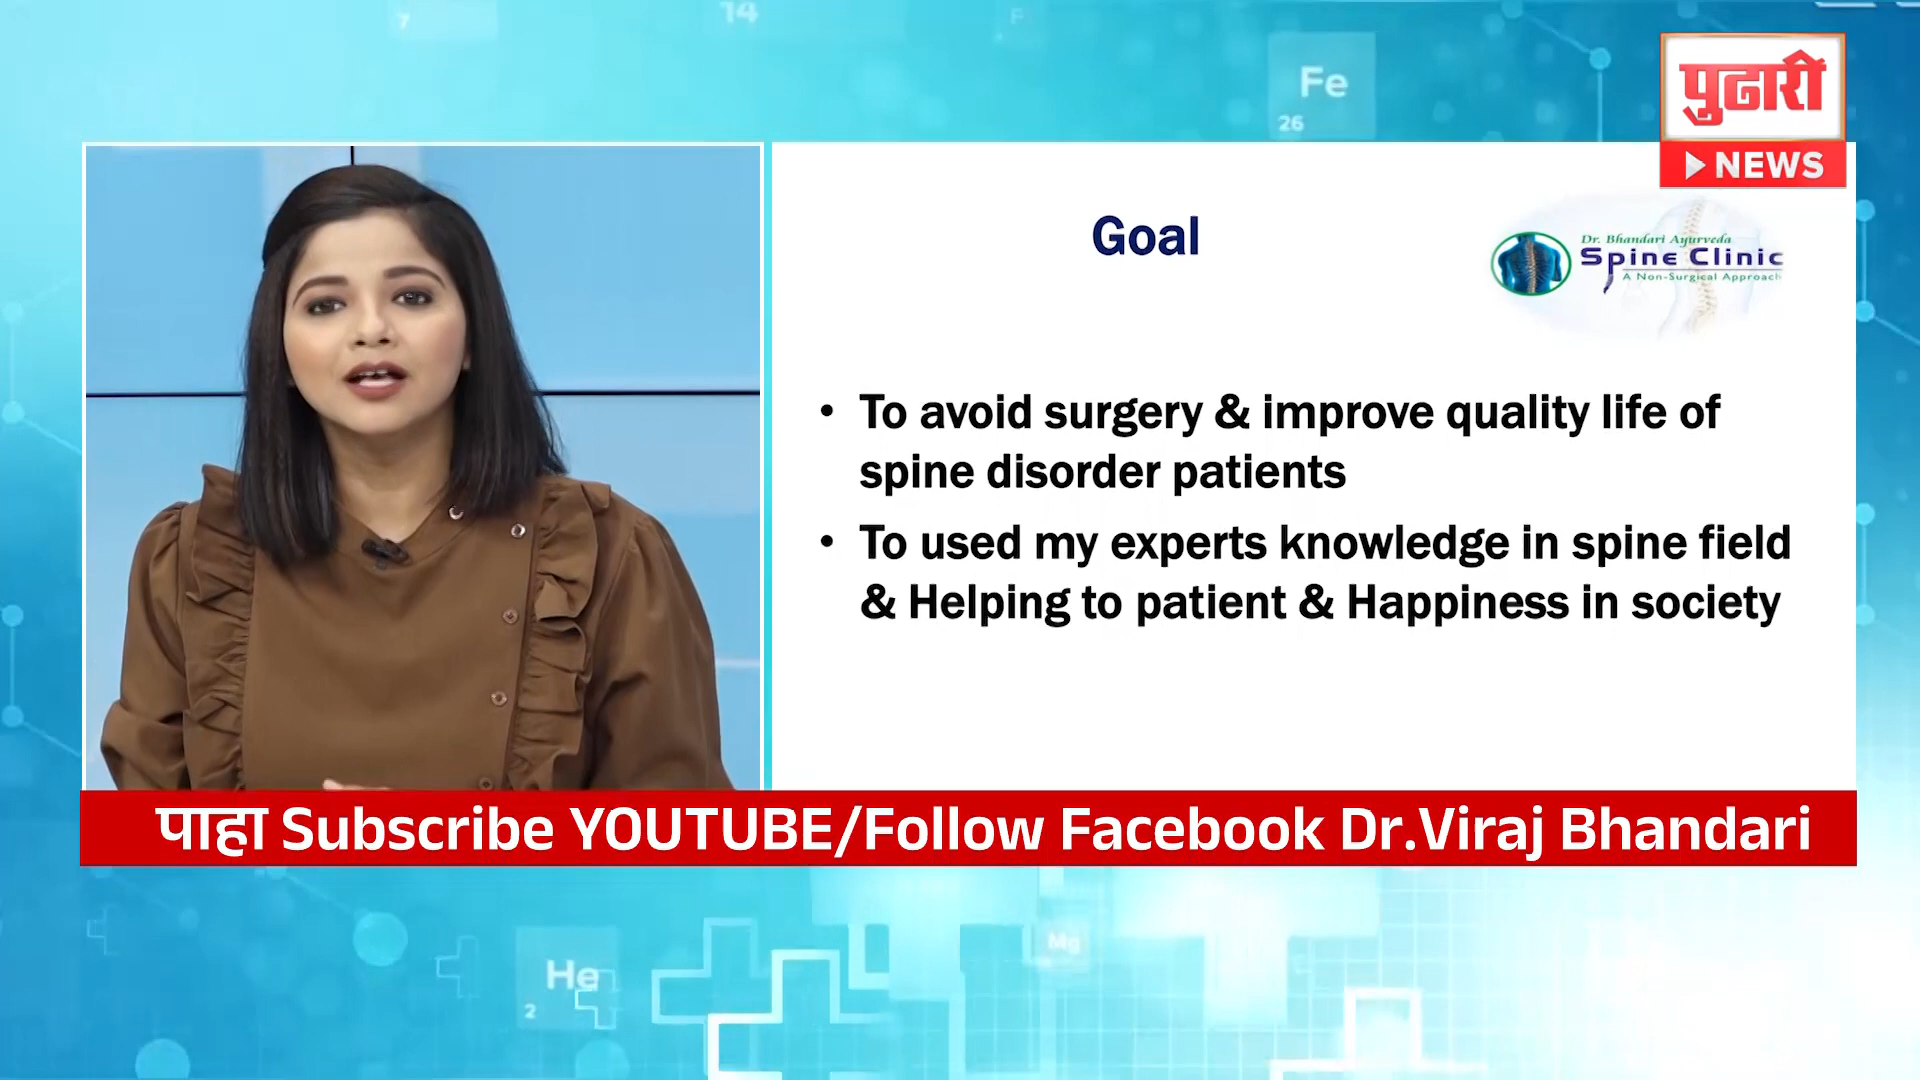 7
14
F
Fe
26
पुढारी
NEWS
Goal
Dr. Bhandari Ayurveda
Spine Clinic
A Non-Surgical Approach
• To avoid surgery & improve quality life of
spine disorder patients
• To used my experts knowledge in spine field
& Helping to patient & Happiness in society
पाहा Subscribe YOUTUBE/Follow Facebook Dr.Viraj Bhandari
Mg
He
2